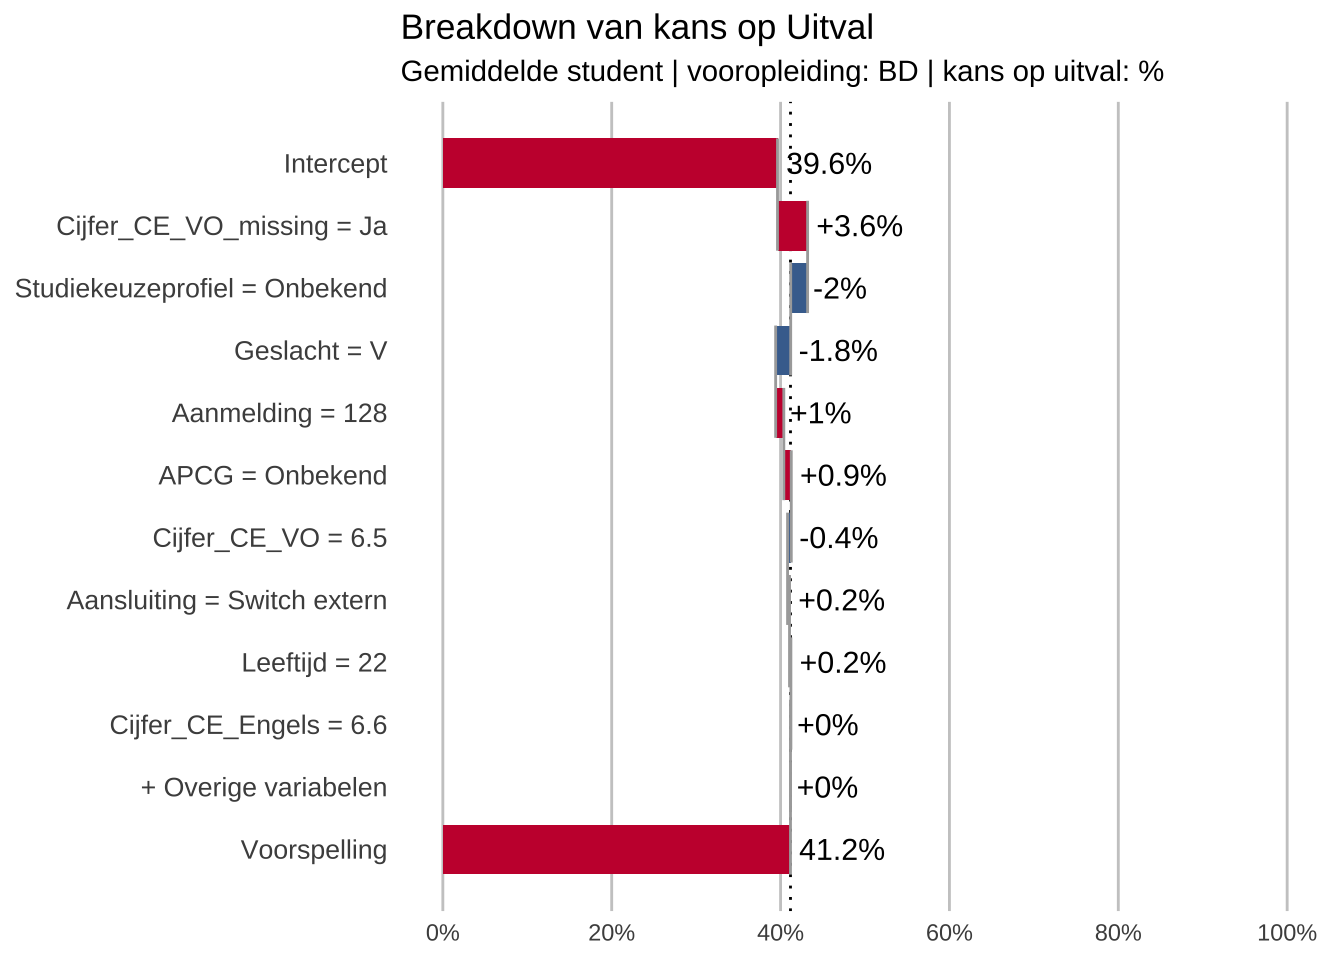 Breakdown van kans op Uitval
Gemiddelde student | vooropleiding: BD | kans op uitval: %
Intercept 39.6%
Cijfer_CE_VO_missing = Ja +3.6%
Studiekeuzeprofiel = Onbekend -2%
Geslacht = V -1.8%
Aanmelding = 128 +1%
APCG = Onbekend +0.9%
Cijfer_CE_VO = 6.5 -0.4%
Aansluiting = Switch extern +0.2%
Leeftijd = 22 +0.2%
Cijfer_CE_Engels = 6.6 +0%
+ Overige variabelen +0%
Voorspelling 41.2%
0% 20% 40% 60% 80% 100%